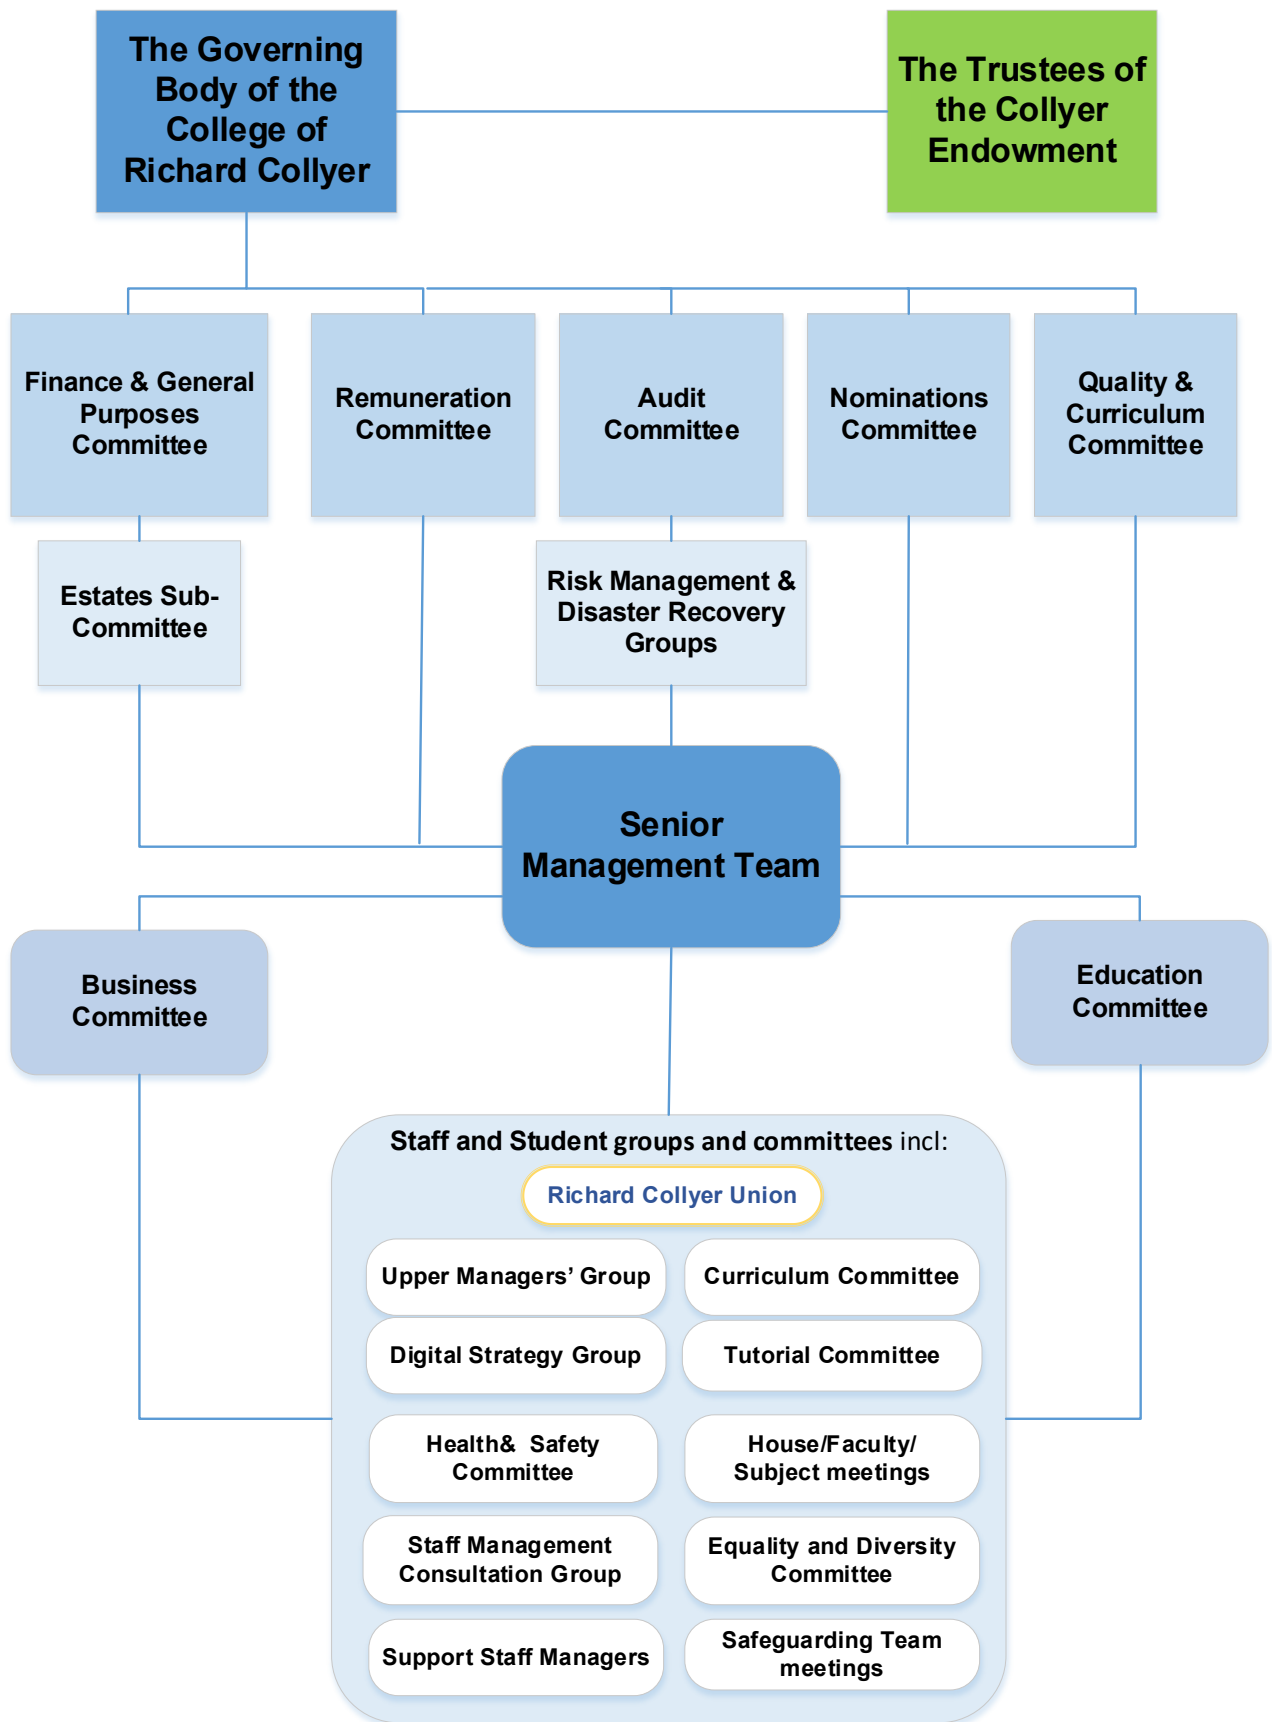 The Governing
Body of the
College of
Richard Collyer
The Trustees of
the Collyer
Endowment
Finance & General
Purposes
Committee
Remuneration
Committee
Audit
Committee
Nominations
Committee
Quality &
Curriculum
Committee
Estates Sub-
Committee
Risk Management &
Disaster Recovery
Groups
Senior
Management Team
Business
Committee
Education
Committee
Staff and Student groups and committees incl:
Richard Collyer Union
Upper Managers’ Group
Curriculum Committee
Digital Strategy Group
Tutorial Committee
Health& Safety
Committee
House/Faculty/
Subject meetings
Staff Management
Consultation Group
Equality and Diversity
Committee
Support Staff Managers
Safeguarding Team
meetings